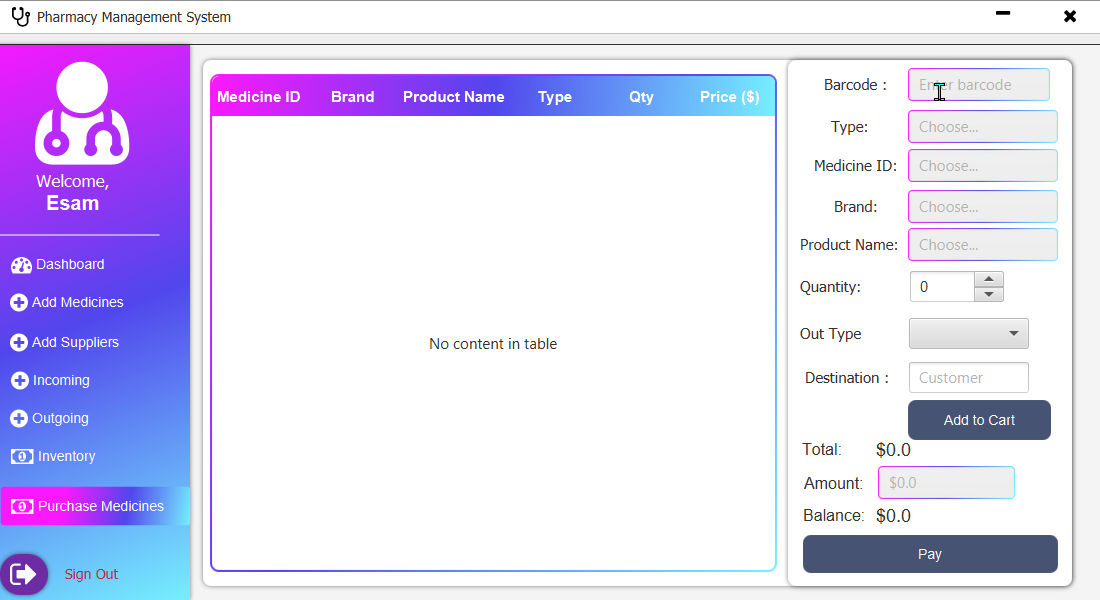 Pharmacy Management System
Welcome,
Esam
Dashboard
Add Medicines
Add Suppliers
Incoming
Outgoing
Inventory
Purchase Medicines
Sign Out
Medicine ID Brand Product Name Type Qty Price ($)
No content in table
Barcode : Enter barcode
Type: Choose...
Medicine ID: Choose...
Brand: Choose...
Product Name: Choose...
Quantity: 0
Out Type
Destination : Customer
Add to Cart
Total: $0.0
Amount: $0.0
Balance: $0.0
Pay